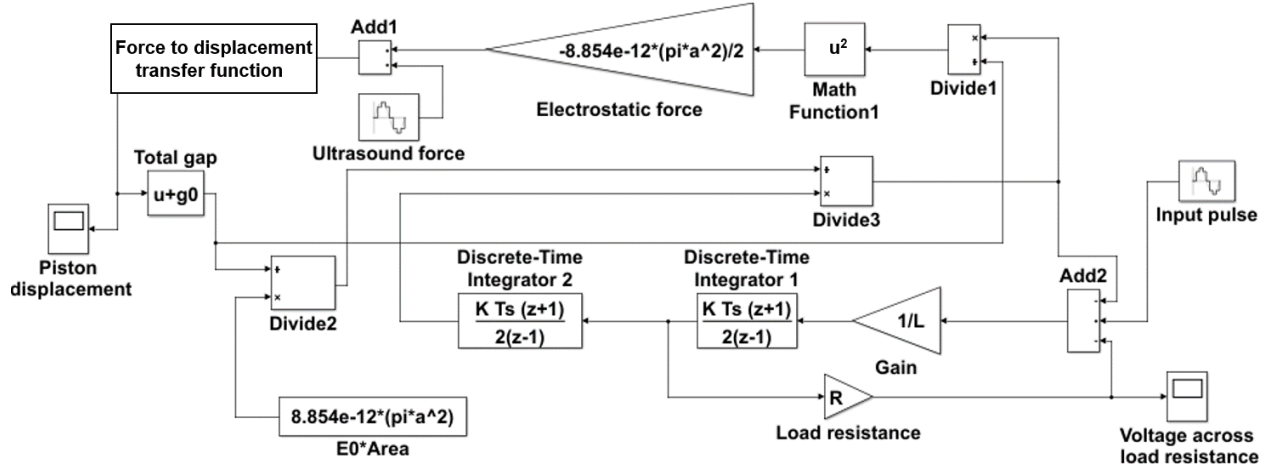 Force to displacement
transfer function
Add1
-8.854e-12*(pi*a^2)/2
Electrostatic force
u²
Math
Function1
×
÷
Divide1
Ultrasound force
Total gap
u+g0
÷
×
Divide3
Input pulse
Piston
displacement
÷
×
Divide2
Discrete-Time
Integrator 2
K Ts (z+1)
2(z-1)
Discrete-Time
Integrator 1
K Ts (z+1)
2(z-1)
1/L
Gain
Add2
-
+
-
8.854e-12*(pi*a^2)
E0*Area
R
Load resistance
Voltage across
load resistance